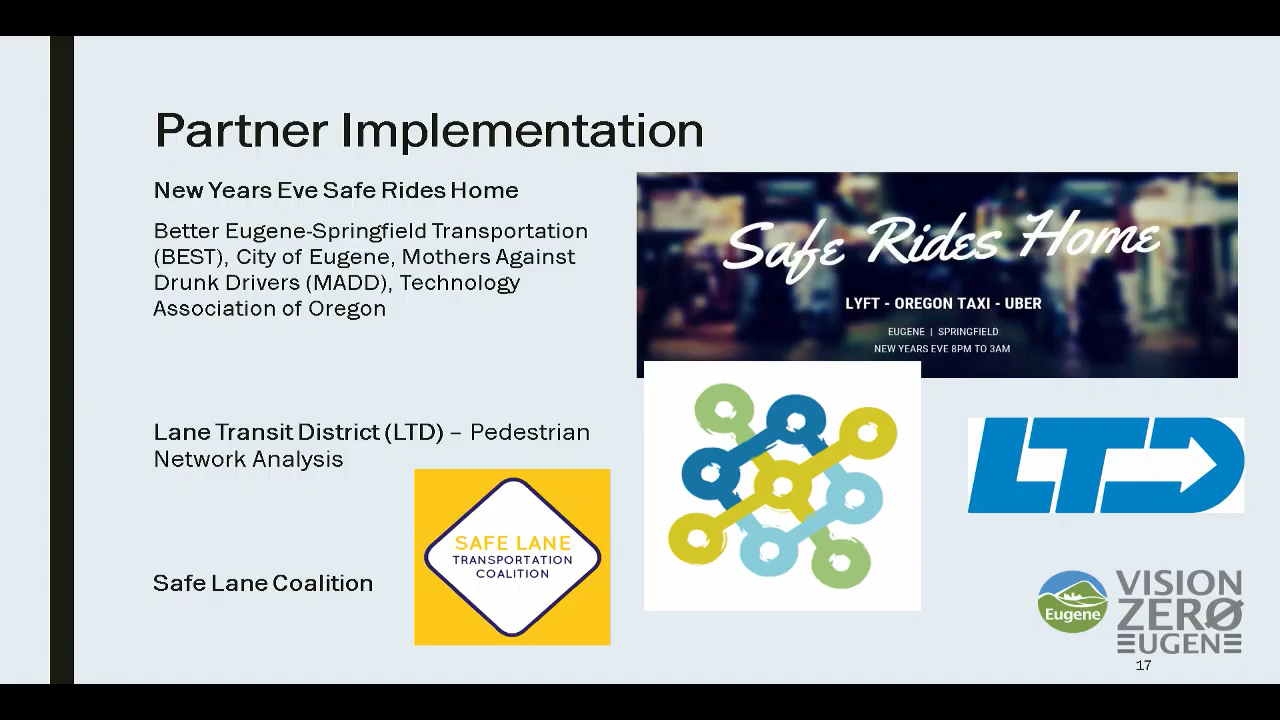 Partner Implementation
New Years Eve Safe Rides Home
Better Eugene-Springfield Transportation
(BEST), City of Eugene, Mothers Against
Drunk Drivers (MADD), Technology
Association of Oregon
Safe Rides Home
LYFT - OREGON TAXI - UBER
EUGENE | SPRINGFIELD
NEW YEARS EVE 8PM TO 3AM
Lane Transit District (LTD) – Pedestrian
Network Analysis
LTD
SAFE LANE
TRANSPORTATION
COALITION
Safe Lane Coalition
Eugene
VISION
ZERO
EUGENE
17